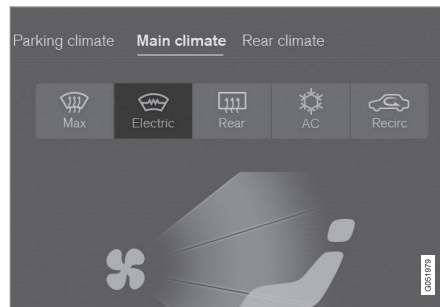 Parking climate Main climate Rear climate
Max Electric Rear AC Recirc
G051979